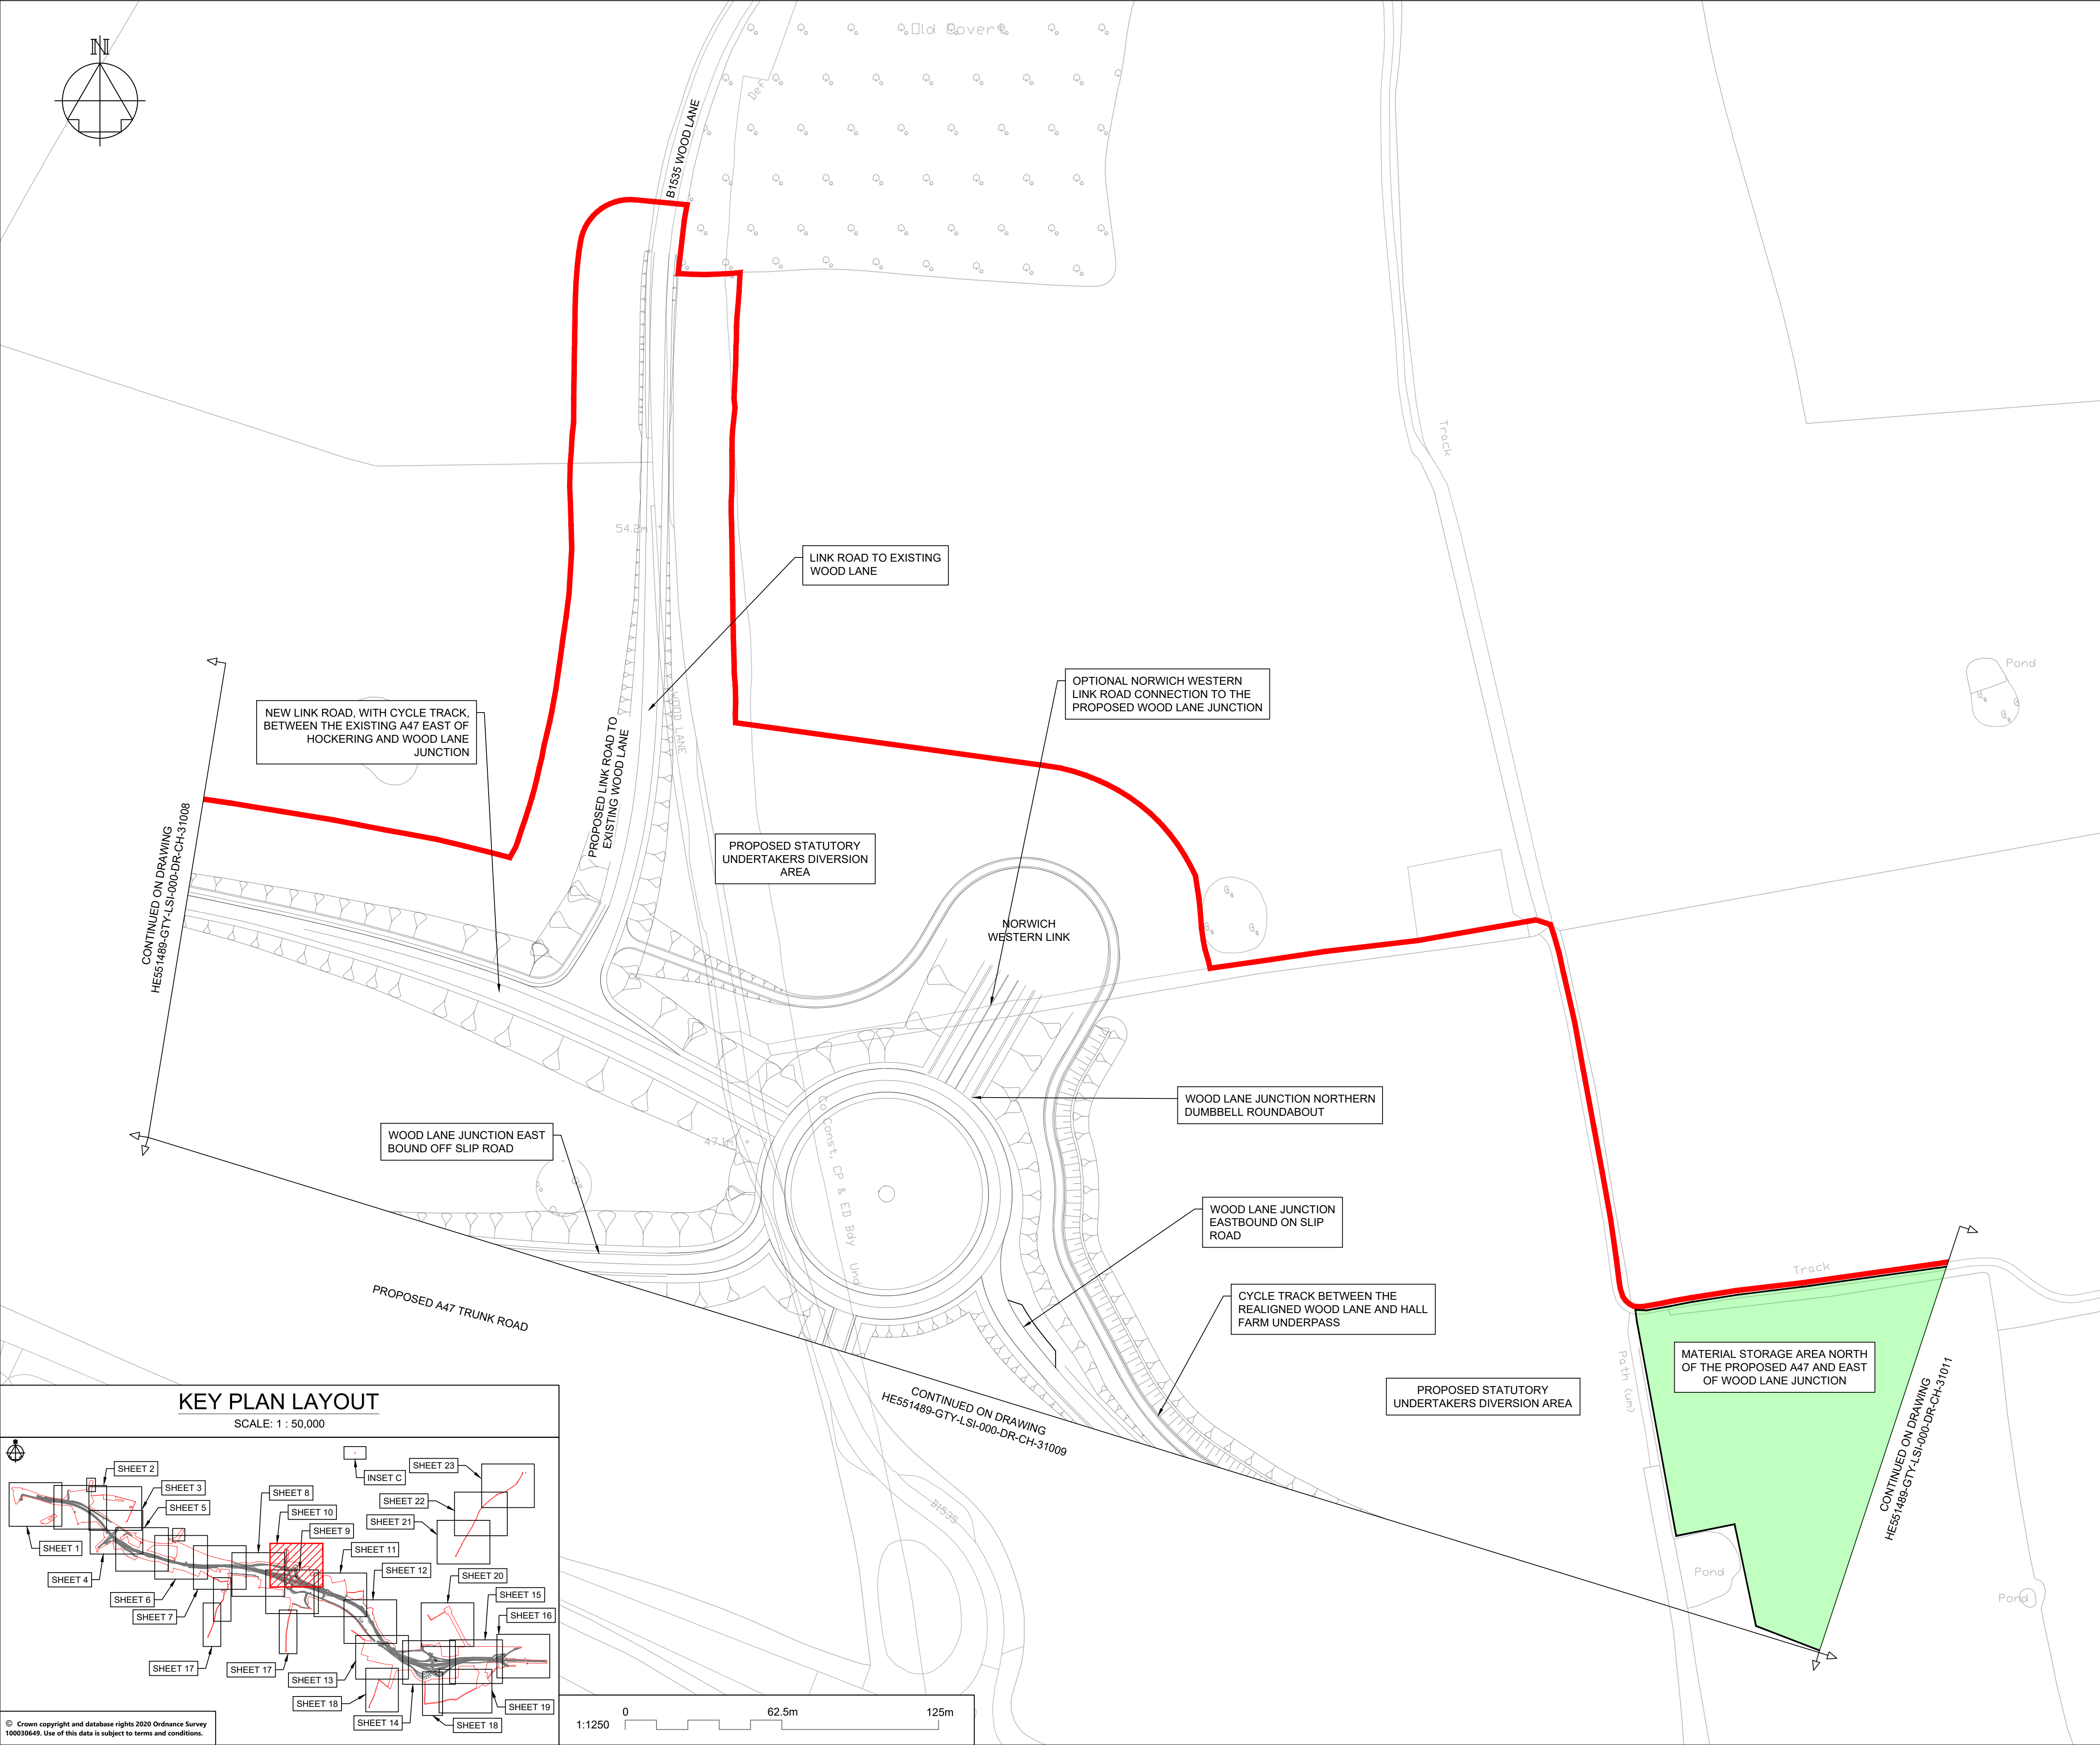 N
Old Covert
Def
B1535 WOOD LANE
Track
54.2m +
LINK ROAD TO EXISTING
WOOD LANE
Pond
OPTIONAL NORWICH WESTERN
LINK ROAD CONNECTION TO THE
PROPOSED WOOD LANE JUNCTION
NEW LINK ROAD, WITH CYCLE TRACK,
BETWEEN THE EXISTING A47 EAST OF
HOCKERING AND WOOD LANE
JUNCTION
WOOD LANE
PROPOSED LINK ROAD TO
EXISTING WOOD LANE
CONTINUED ON DRAWING
HE551489-GTY-LSI-000-DR-CH-31008
PROPOSED STATUTORY
UNDERTAKERS DIVERSION
AREA
NORWICH
WESTERN LINK
WOOD LANE JUNCTION NORTHERN
DUMBBELL ROUNDABOUT
WOOD LANE JUNCTION EAST
BOUND OFF SLIP ROAD
47.1m +
Co Const, CP & ED Bdy
Und
WOOD LANE JUNCTION
EASTBOUND ON SLIP
ROAD
CYCLE TRACK BETWEEN THE
REALIGNED WOOD LANE AND HALL
FARM UNDERPASS
Track
PROPOSED A47 TRUNK ROAD
MATERIAL STORAGE AREA NORTH
OF THE PROPOSED A47 AND EAST
OF WOOD LANE JUNCTION
Path (um)
PROPOSED STATUTORY
UNDERTAKERS DIVERSION AREA
CONTINUED ON DRAWING
HE551489-GTY-LSI-000-DR-CH-31009
CONTINUED ON DRAWING
HE551489-GTY-LSI-000-DR-CH-31011
B1535
Pond
Pond
KEY PLAN LAYOUT
SCALE: 1 : 50,000
SHEET 2
SHEET 3
SHEET 5
SHEET 8
SHEET 10
SHEET 9
SHEET 11
SHEET 12
INSET C
SHEET 23
SHEET 22
SHEET 21
SHEET 20
SHEET 15
SHEET 16
SHEET 1
SHEET 4
SHEET 6
SHEET 7
SHEET 17
SHEET 17
SHEET 13
SHEET 18
SHEET 14
SHEET 18
SHEET 19
© Crown copyright and database rights 2020 Ordnance Survey
100030649. Use of this data is subject to terms and conditions.
1:1250
0
62.5m
125m